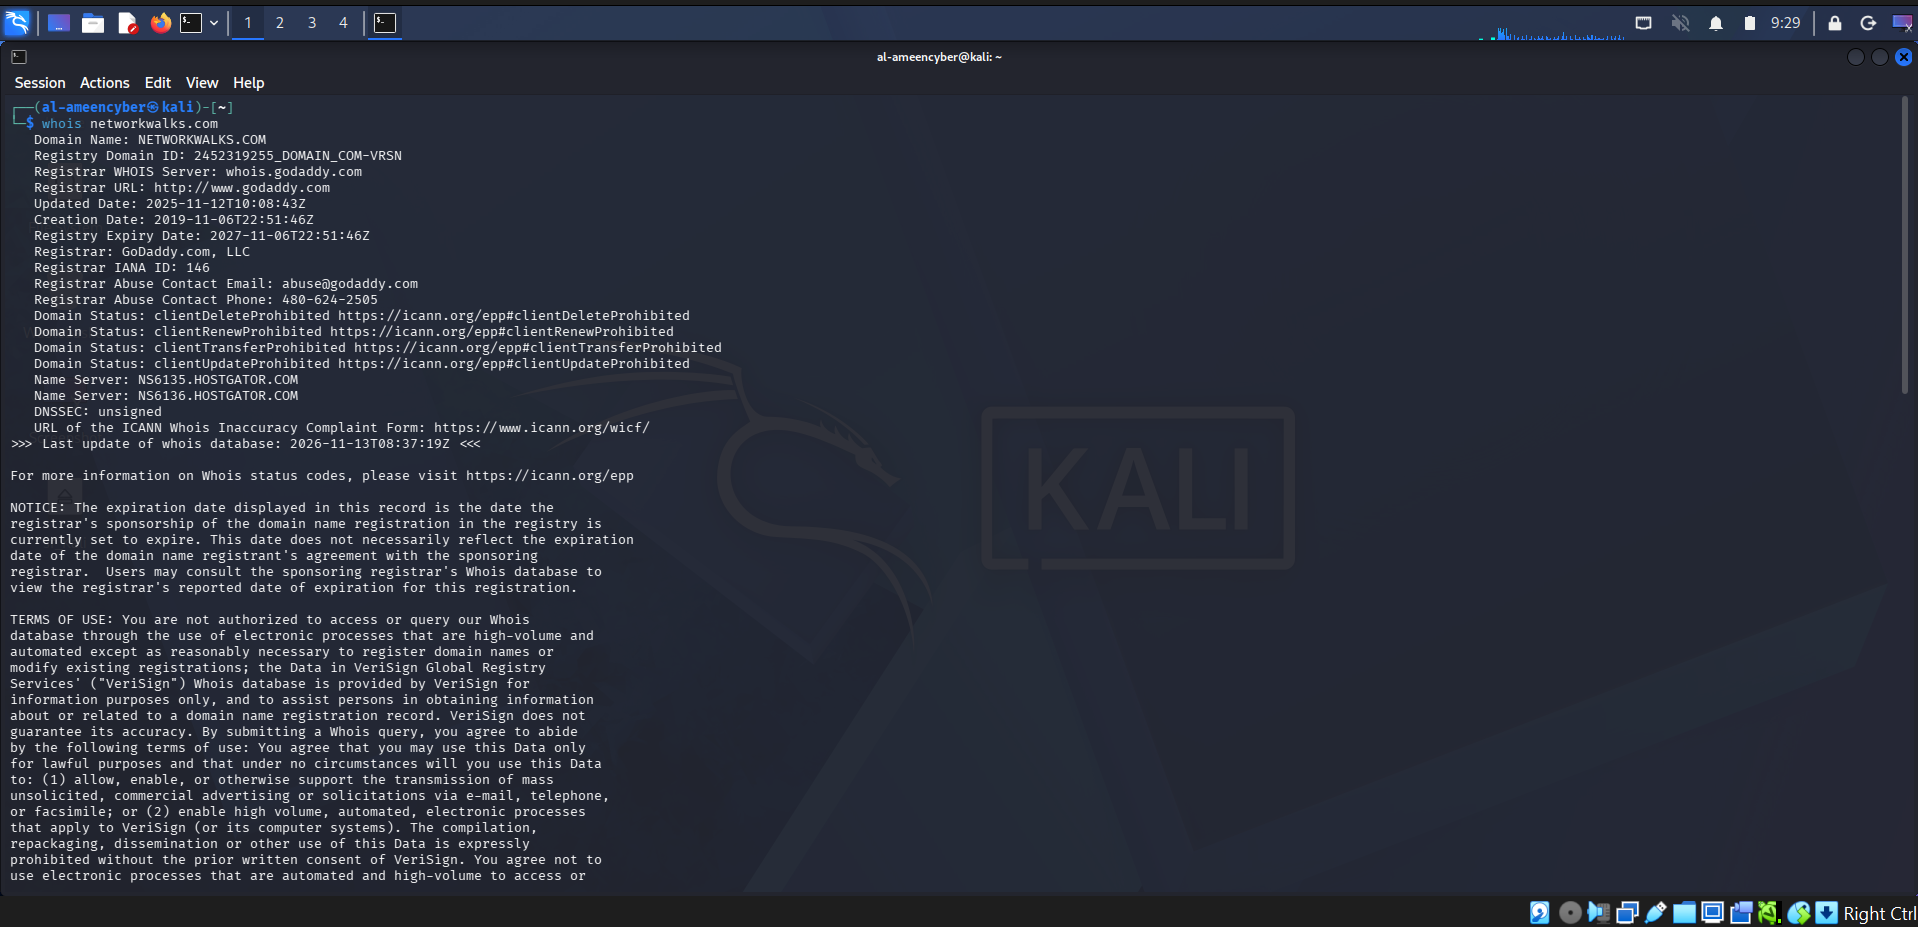 1 2 3 4
9:29
al-ameencyber@kali: ~
Session Actions Edit View Help
┌──(al-ameencyber㉿kali)-[~]
└─$ whois networkwalks.com
Domain Name: NETWORKWALKS.COM
Registry Domain ID: 2452319255_DOMAIN_COM-VRSN
Registrar WHOIS Server: whois.godaddy.com
Registrar URL: http://www.godaddy.com
Updated Date: 2025-11-12T10:08:43Z
Creation Date: 2019-11-06T22:51:46Z
Registry Expiry Date: 2027-11-06T22:51:46Z
Registrar: GoDaddy.com, LLC
Registrar IANA ID: 146
Registrar Abuse Contact Email: abuse@godaddy.com
Registrar Abuse Contact Phone: 480-624-2505
Domain Status: clientDeleteProhibited https://icann.org/epp#clientDeleteProhibited
Domain Status: clientRenewProhibited https://icann.org/epp#clientRenewProhibited
Domain Status: clientTransferProhibited https://icann.org/epp#clientTransferProhibited
Domain Status: clientUpdateProhibited https://icann.org/epp#clientUpdateProhibited
Name Server: NS6135.HOSTGATOR.COM
Name Server: NS6136.HOSTGATOR.COM
DNSSEC: unsigned
URL of the ICANN Whois Inaccuracy Complaint Form: https://www.icann.org/wicf/
>>> Last update of whois database: 2026-11-13T08:37:19Z <<<
For more information on Whois status codes, please visit https://icann.org/epp
NOTICE: The expiration date displayed in this record is the date the
registrar's sponsorship of the domain name registration in the registry is
currently set to expire. This date does not necessarily reflect the expiration
date of the domain name registrant's agreement with the sponsoring
registrar.  Users may consult the sponsoring registrar's Whois database to
view the registrar's reported date of expiration for this registration.
TERMS OF USE: You are not authorized to access or query our Whois
database through the use of electronic processes that are high-volume and
automated except as reasonably necessary to register domain names or
modify existing registrations; the Data in VeriSign Global Registry
Services' ("VeriSign") Whois database is provided by VeriSign for
information purposes only, and to assist persons in obtaining information
about or related to a domain name registration record. VeriSign does not
guarantee its accuracy. By submitting a Whois query, you agree to abide
by the following terms of use: You agree that you may use this Data only
for lawful purposes and that under no circumstances will you use this Data
to: (1) allow, enable, or otherwise support the transmission of mass
unsolicited, commercial advertising or solicitations via e-mail, telephone,
or facsimile; or (2) enable high volume, automated, electronic processes
that apply to VeriSign (or its computer systems). The compilation,
repackaging, dissemination or other use of this Data is expressly
prohibited without the prior written consent of VeriSign. You agree not to
use electronic processes that are automated and high-volume to access or
KALI
Right Ctrl